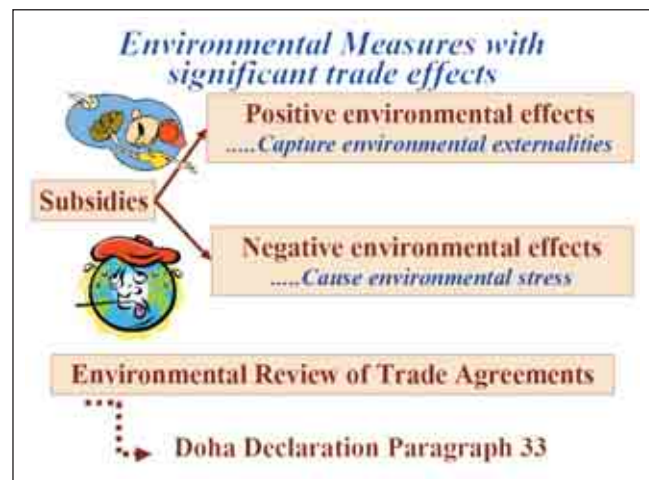 Environmental Measures with
significant trade effects
Positive environmental effects
.....Capture environmental externalities
Subsidies
Negative environmental effects
.....Cause environmental stress
Environmental Review of Trade Agreements
Doha Declaration Paragraph 33